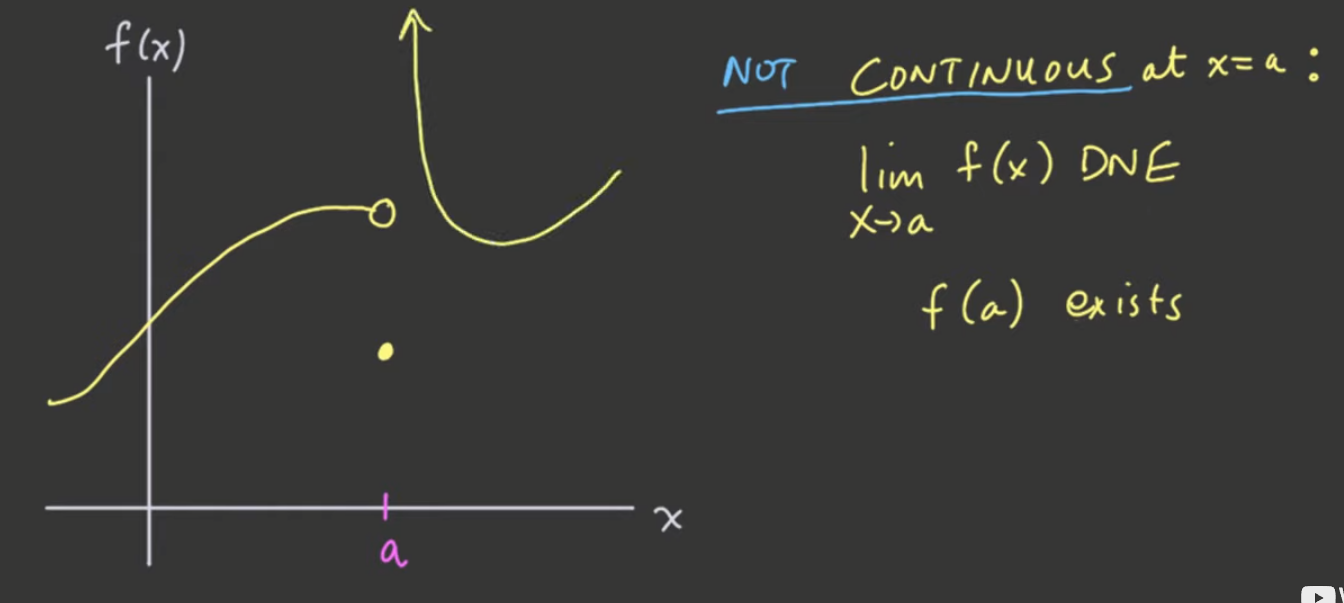 f(x)
NOT CONTINUOUS at x=a :
lim f(x) DNE
x→a
f(a) exists
x
a